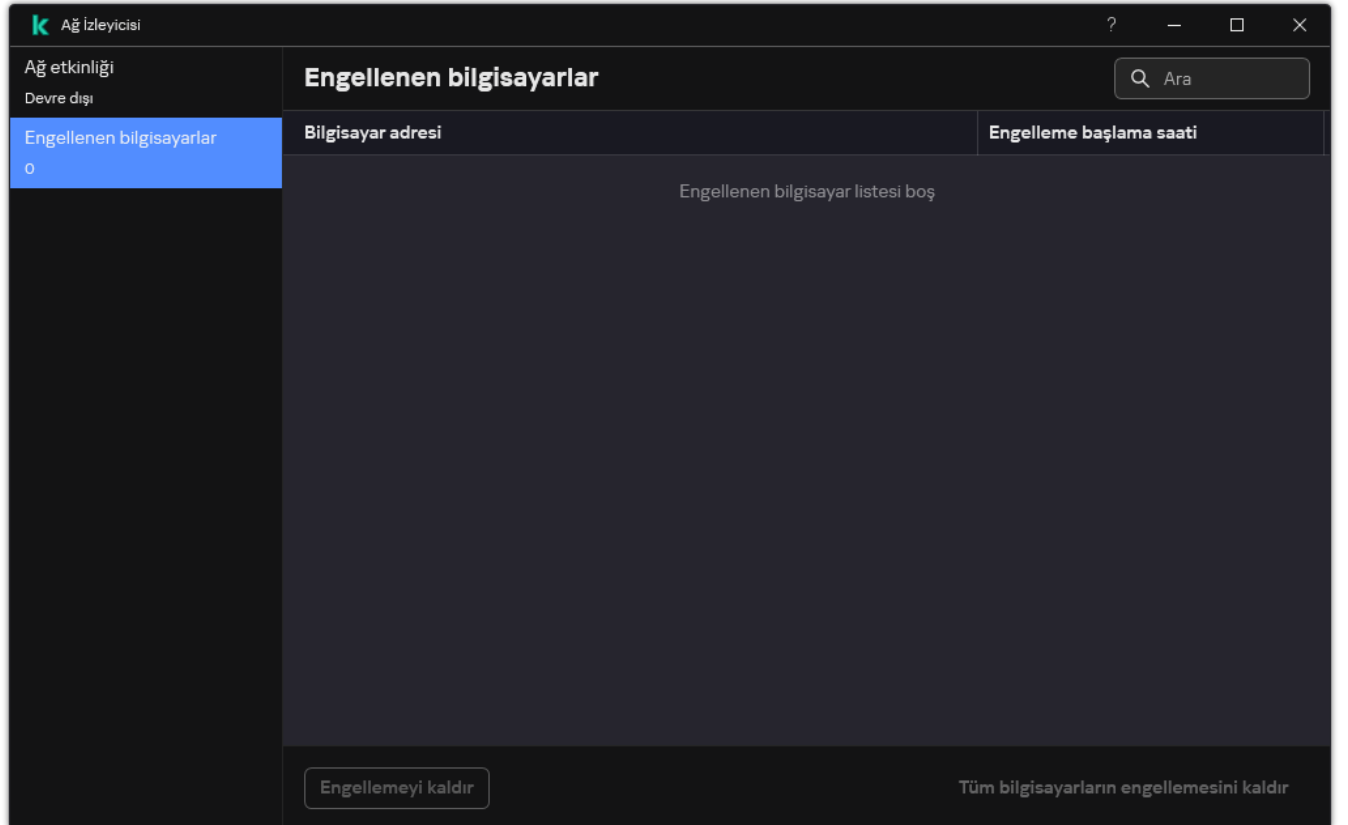 Ağ İzleyicisi
?
Ağ etkinliği
Devre dışı
Engellenen bilgisayarlar
0
Engellenen bilgisayarlar
Ara
Bilgisayar adresi
Engelleme başlama saati
Engellenen bilgisayar listesi boş
Engellemeyi kaldır
Tüm bilgisayarların engellemesini kaldır